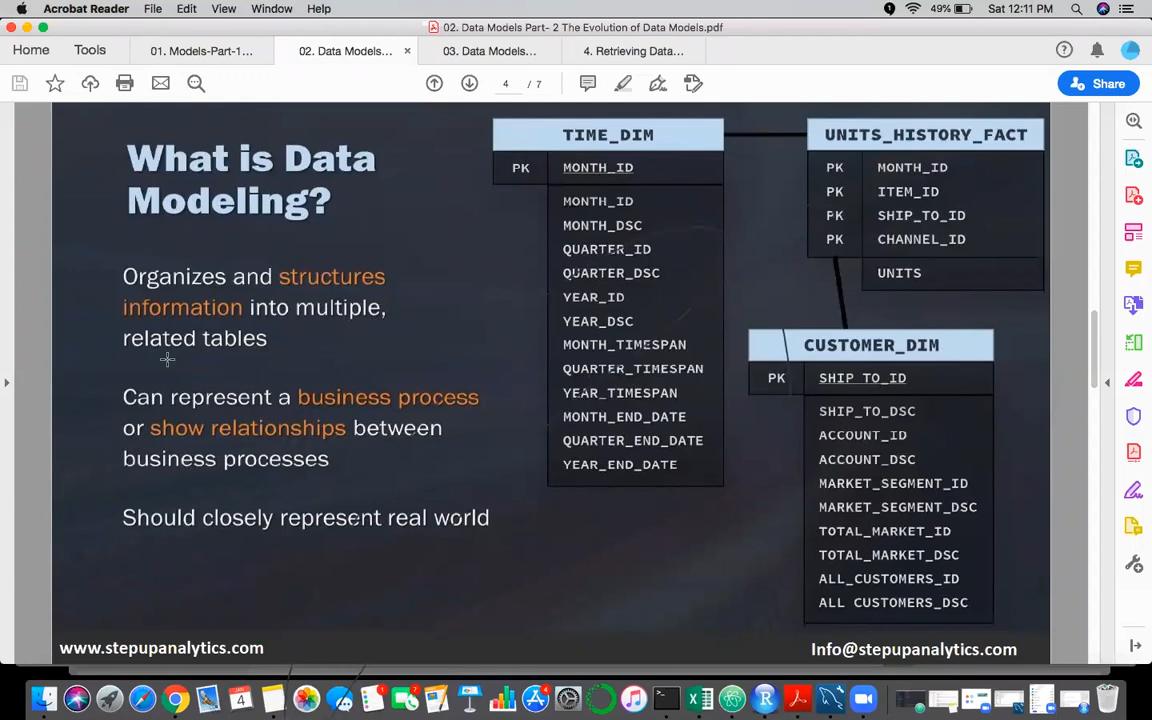 Acrobat Reader File Edit View Window Help
49% Sat 12:11 PM
02. Data Models Part- 2 The Evolution of Data Models.pdf
Home Tools 01. Models-Part-1... 02. Data Models... × 03. Data Models... 4. Retrieving Data...
4 / 7
Share
What is Data
Modeling?
Organizes and structures
information into multiple,
related tables
Can represent a business process
or show relationships between
business processes
Should closely represent real world
TIME_DIM
PK MONTH_ID
MONTH_ID
MONTH_DSC
QUARTER_ID
QUARTER_DSC
YEAR_ID
YEAR_DSC
MONTH_TIMESPAN
QUARTER_TIMESPAN
YEAR_TIMESPAN
MONTH_END_DATE
QUARTER_END_DATE
YEAR_END_DATE
UNITS_HISTORY_FACT
PK MONTH_ID
PK ITEM_ID
PK SHIP_TO_ID
PK CHANNEL_ID
UNITS
CUSTOMER_DIM
PK SHIP TO_ID
SHIP_TO_DSC
ACCOUNT_ID
ACCOUNT_DSC
MARKET_SEGMENT_ID
MARKET_SEGMENT_DSC
TOTAL_MARKET_ID
TOTAL_MARKET_DSC
ALL_CUSTOMERS_ID
ALL CUSTOMERS_DSC
www.stepupanalytics.com
Info@stepupanalytics.com